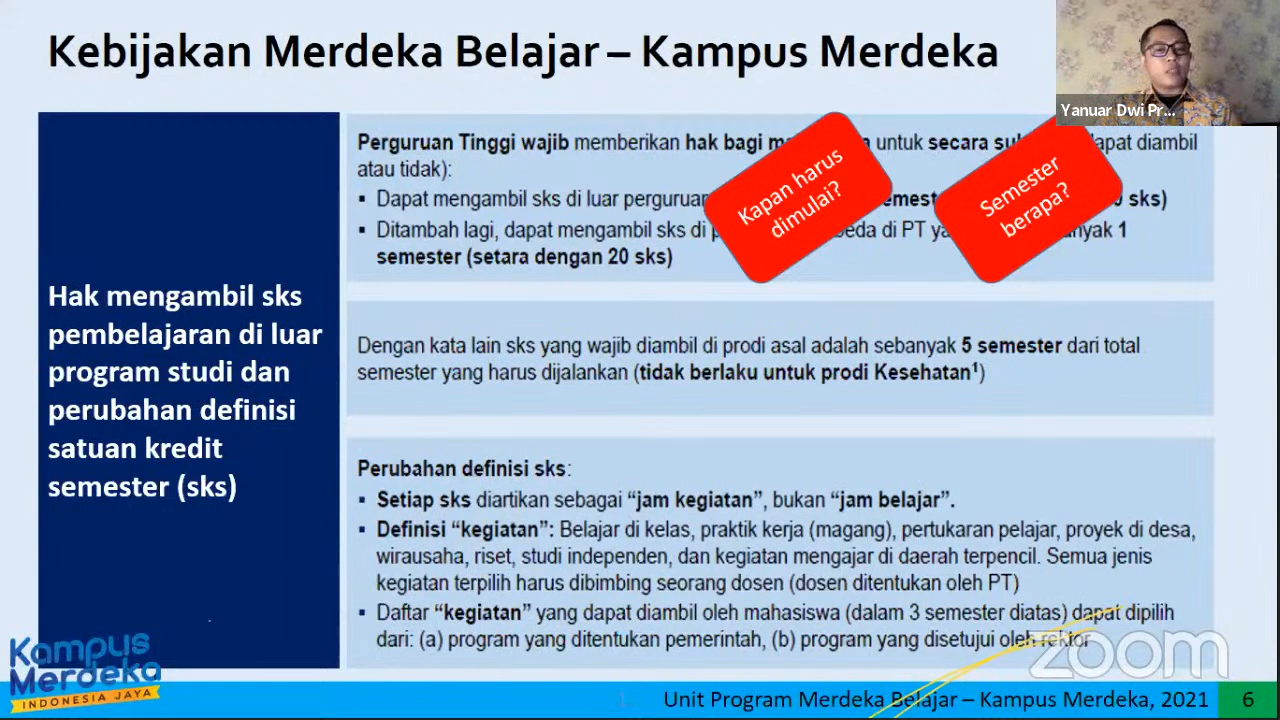 Kebijakan Merdeka Belajar – Kampus Merdeka
Yanuar Dwi Pr...
Hak mengambil sks
pembelajaran di luar
program studi dan
perubahan definisi
satuan kredit
semester (sks)
Perguruan Tinggi wajib memberikan hak bagi untuk secara dapat diambil
atau tidak):
▪ Dapat mengambil sks di luar sks)
▪ Ditambah lagi, dapat mengambil sks di di PT 1
semester (setara dengan 20 sks)
Kapan harus
dimulai?
Semester
berapa?
Dengan kata lain sks yang wajib diambil di prodi asal adalah sebanyak 5 semester dari total
semester yang harus dijalankan (tidak berlaku untuk prodi Kesehatan¹)
Perubahan definisi sks:
▪ Setiap sks diartikan sebagai “jam kegiatan”, bukan “jam belajar”.
▪ Definisi “kegiatan”: Belajar di kelas, praktik kerja (magang), pertukaran pelajar, proyek di desa,
wirausaha, riset, studi independen, dan kegiatan mengajar di daerah terpencil. Semua jenis
kegiatan terpilih harus dibimbing seorang dosen (dosen ditentukan oleh PT)
▪ Daftar “kegiatan” yang dapat diambil oleh mahasiswa (dalam 3 semester diatas) dapat dipilih
dari: (a) program yang ditentukan pemerintah, (b) program yang disetujui oleh rektor
zoom
Kampus
Merdeka
INDONESIA JAYA
Unit Program Merdeka Belajar – Kampus Merdeka, 2021
6